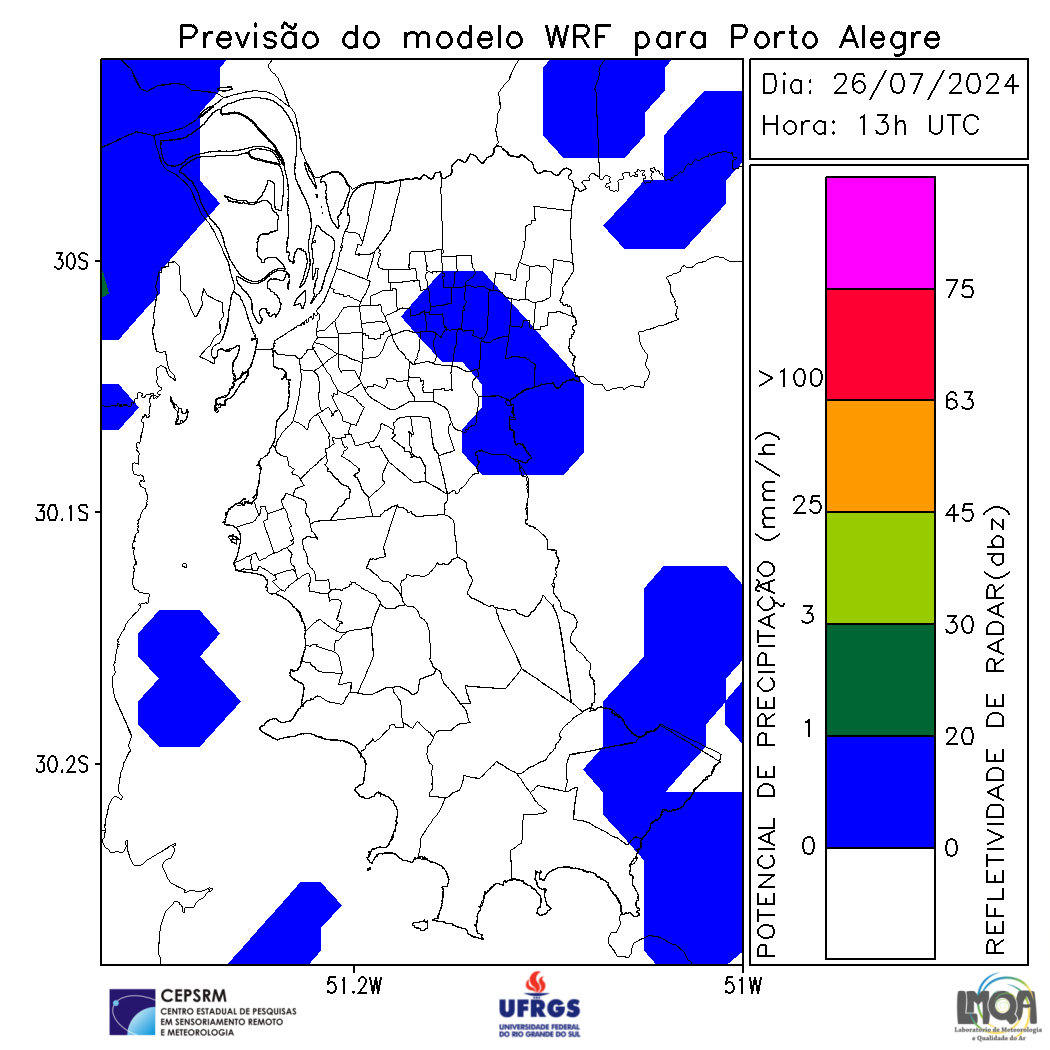 Previsão do modelo WRF para Porto Alegre
Dia: 26/07/2024
Hora: 13h UTC
30S
30.1S
30.2S
51.2W
51W
POTENCIAL DE PRECIPITAÇÃO (mm/h)
>100
25
3
1
0
75
63
45
30
20
0
REFLETIVIDADE DE RADAR(dbz)
CEPSRM
CENTRO ESTADUAL DE PESQUISAS
EM SENSORIAMENTO REMOTO
E METEOROLOGIA
UFRGS
UNIVERSIDADE FEDERAL
DO RIO GRANDE DO SUL
LMQA
Laboratório de Meteorologia
e Qualidade do Ar